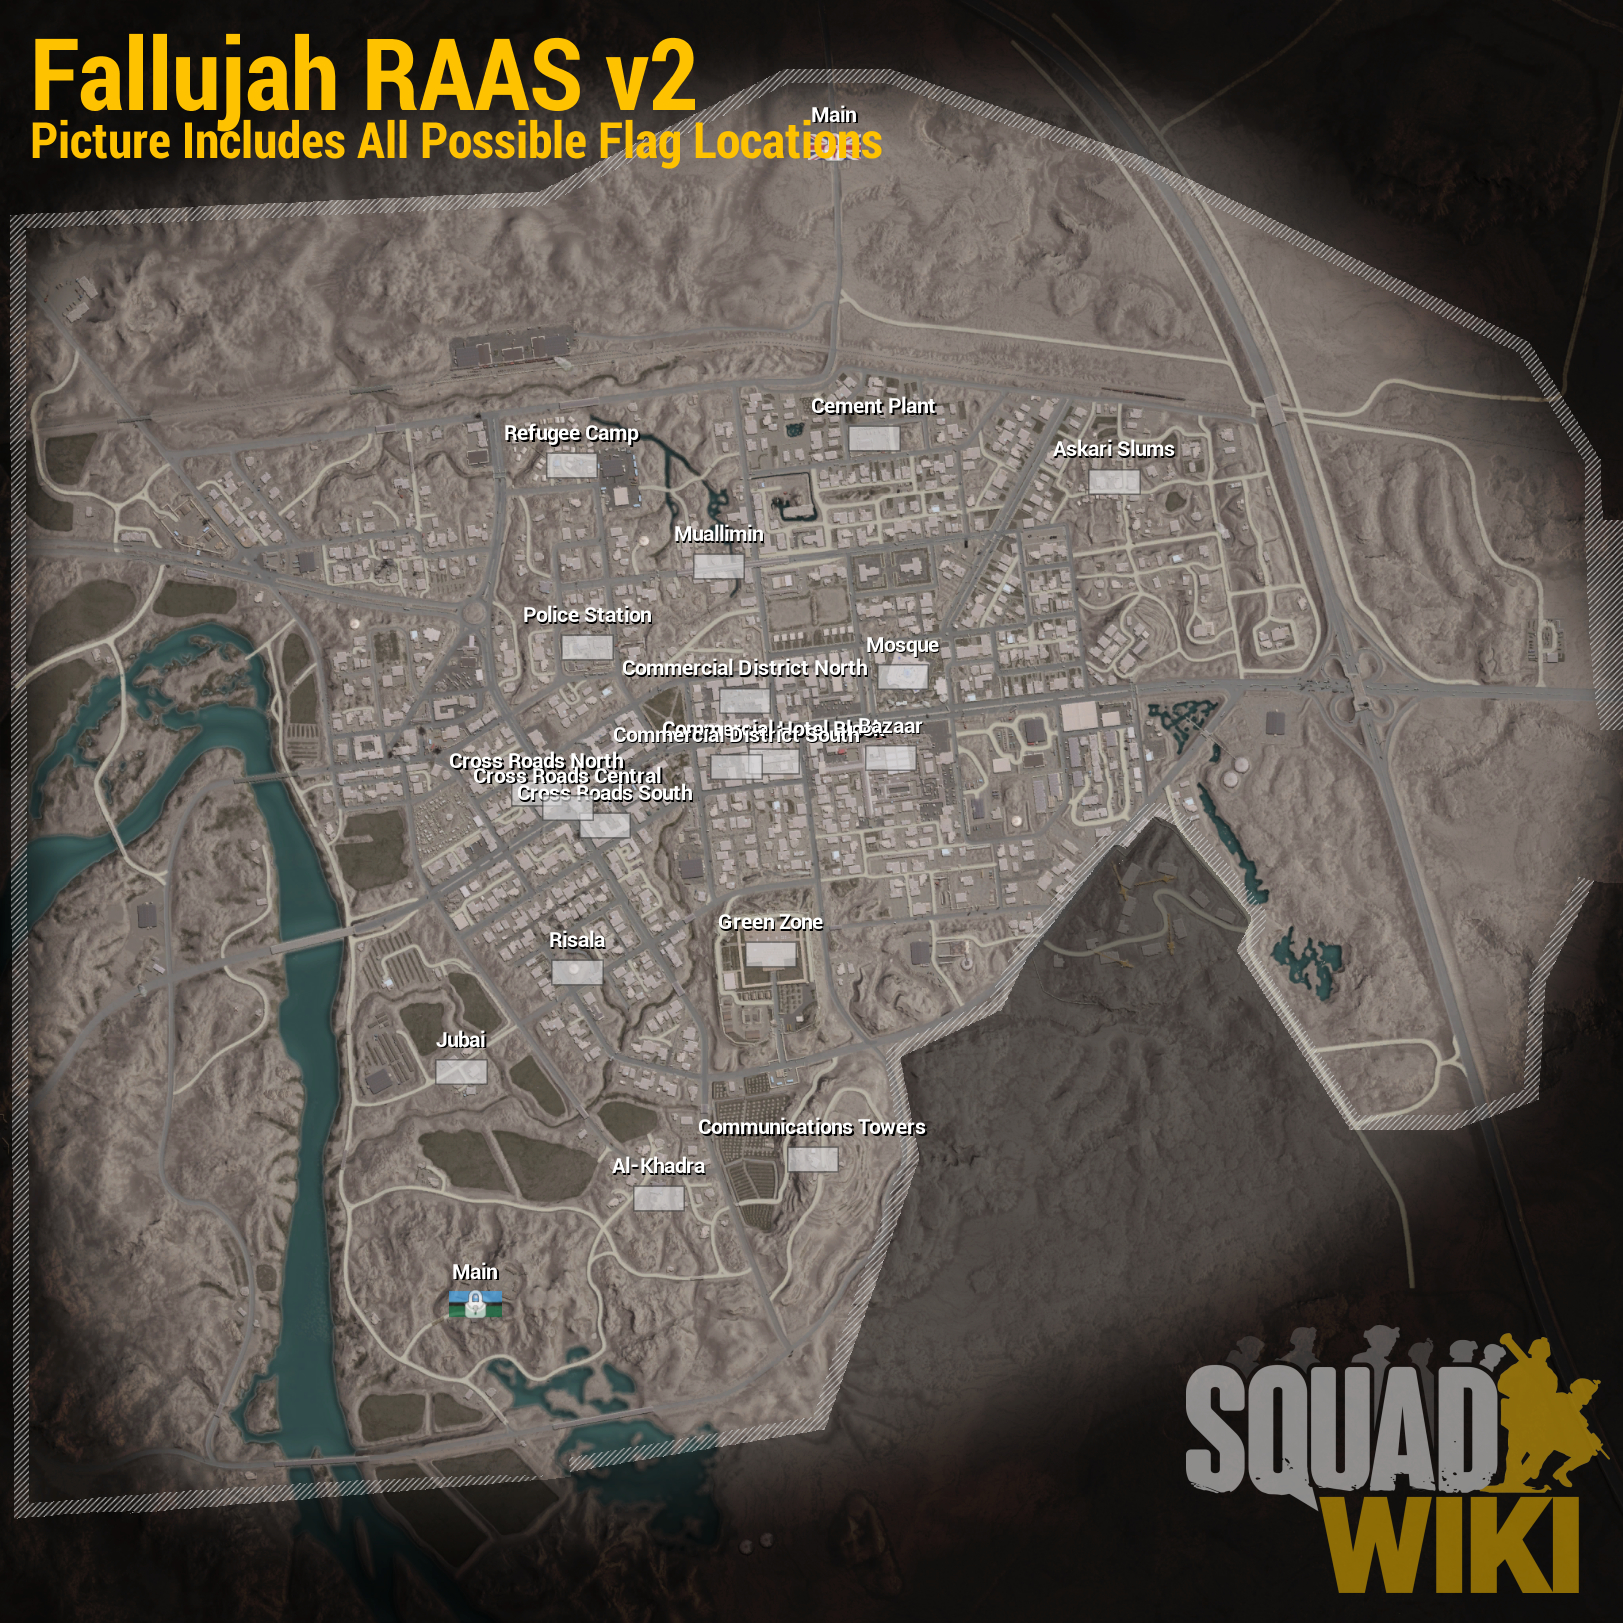 Fallujah RAAS v2
Picture Includes All Possible Flag Locations
Main
Cement Plant
Refugee Camp
Askari Slums
Muallimin
Police Station
Mosque
Commercial District North
Commercial Hotel
Bazaar
Commercial District South
Cross Roads North
Cross Roads Central
Cross Roads South
Green Zone
Risala
Jubai
Communications Towers
Al-Khadra
Main
SQUAD
WIKI